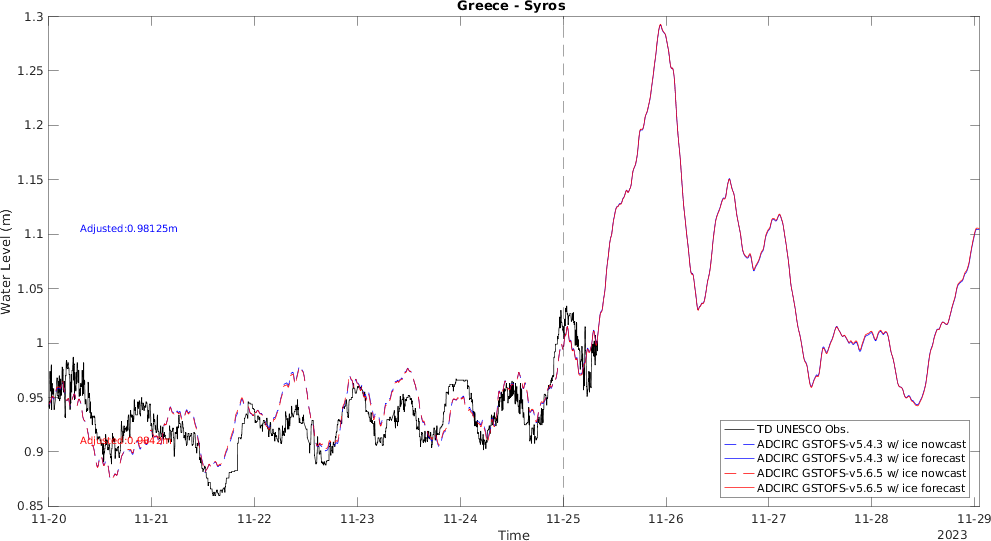 Greece - Syros
1.3
1.25
1.2
1.15
1.1
1.05
1
0.95
0.9
0.85
Water Level (m)
Adjusted:0.98125m
11-20
11-21
11-22
11-23
11-24
11-25
11-26
11-27
11-28
11-29
Time
2023
TD UNESCO Obs.
ADCIRC GSTOFS-v5.4.3 w/ ice nowcast
ADCIRC GSTOFS-v5.4.3 w/ ice forecast
ADCIRC GSTOFS-v5.6.5 w/ ice nowcast
ADCIRC GSTOFS-v5.6.5 w/ ice forecast